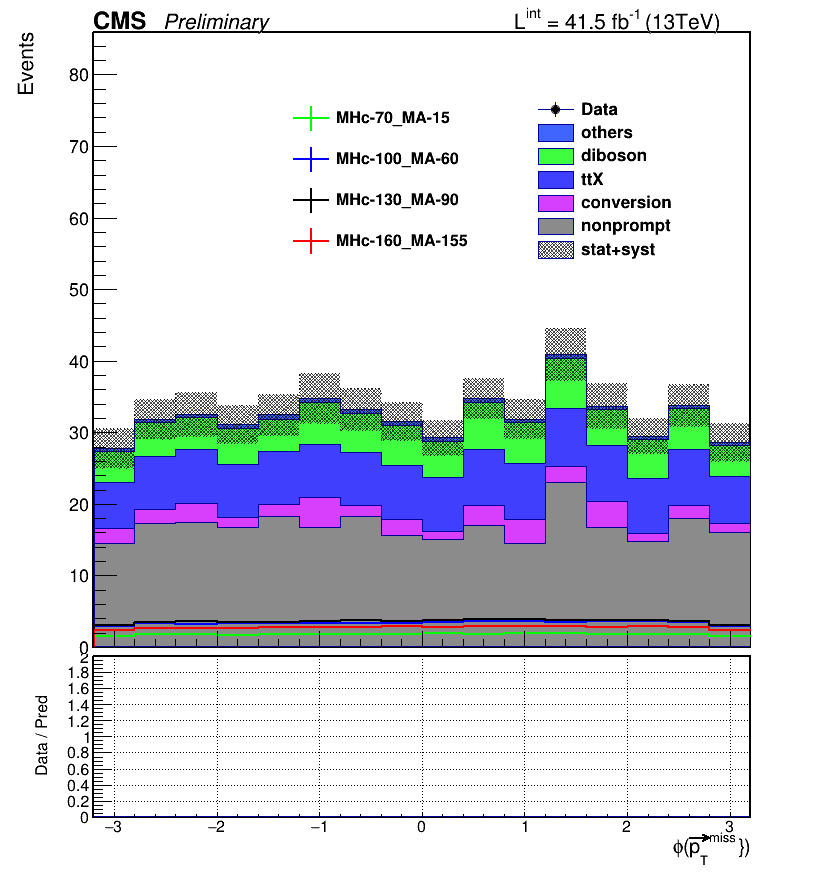 CMS Preliminary L^int = 41.5 fb^-1 (13TeV)
Events
80
70
60
50
40
30
20
10
0
MHc-70_MA-15
MHc-100_MA-60
MHc-130_MA-90
MHc-160_MA-155
Data
others
diboson
ttX
conversion
nonprompt
stat+syst
Data / Pred
2
1.8
1.6
1.4
1.2
1
0.8
0.6
0.4
0.2
0
−3 −2 −1 0 1 2 3
ϕ(p_T^miss})